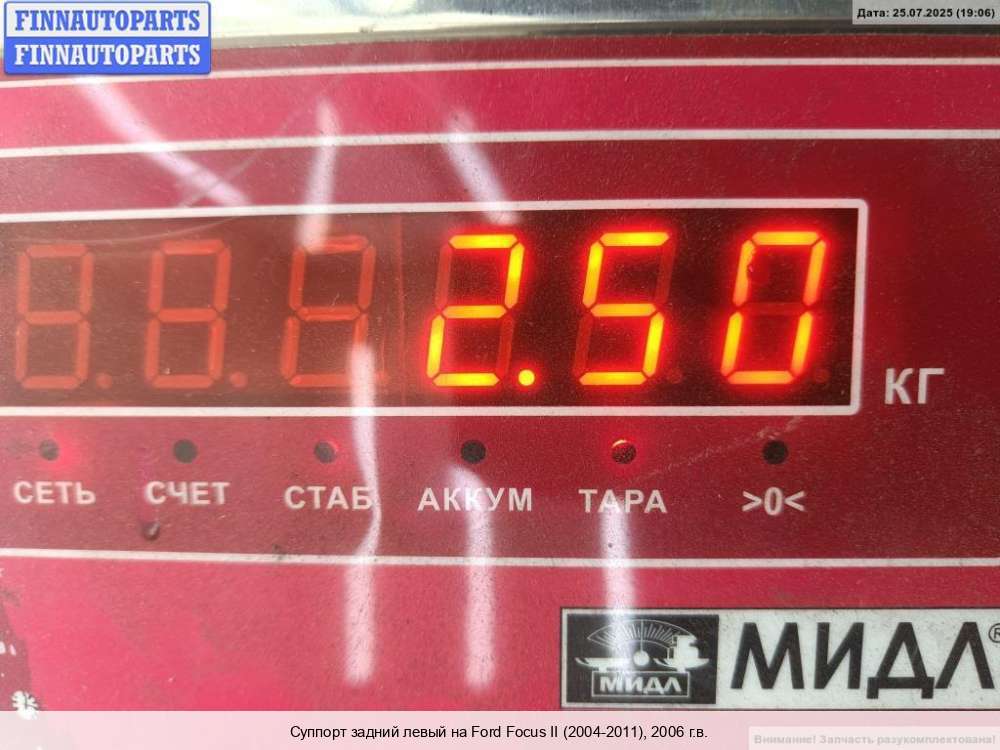 FINNAUTOPARTS
FINNAUTOPARTS
Дата: 25.07.2025 (19:06)
2.50
КГ
СЕТЬ СЧЕТ СТАБ АККУМ ТАРА >0<
МИДЛ МИДЛ®
Суппорт задний левый на Ford Focus II (2004-2011), 2006 г.в.
Внимание! Запчасть разукомплектована!